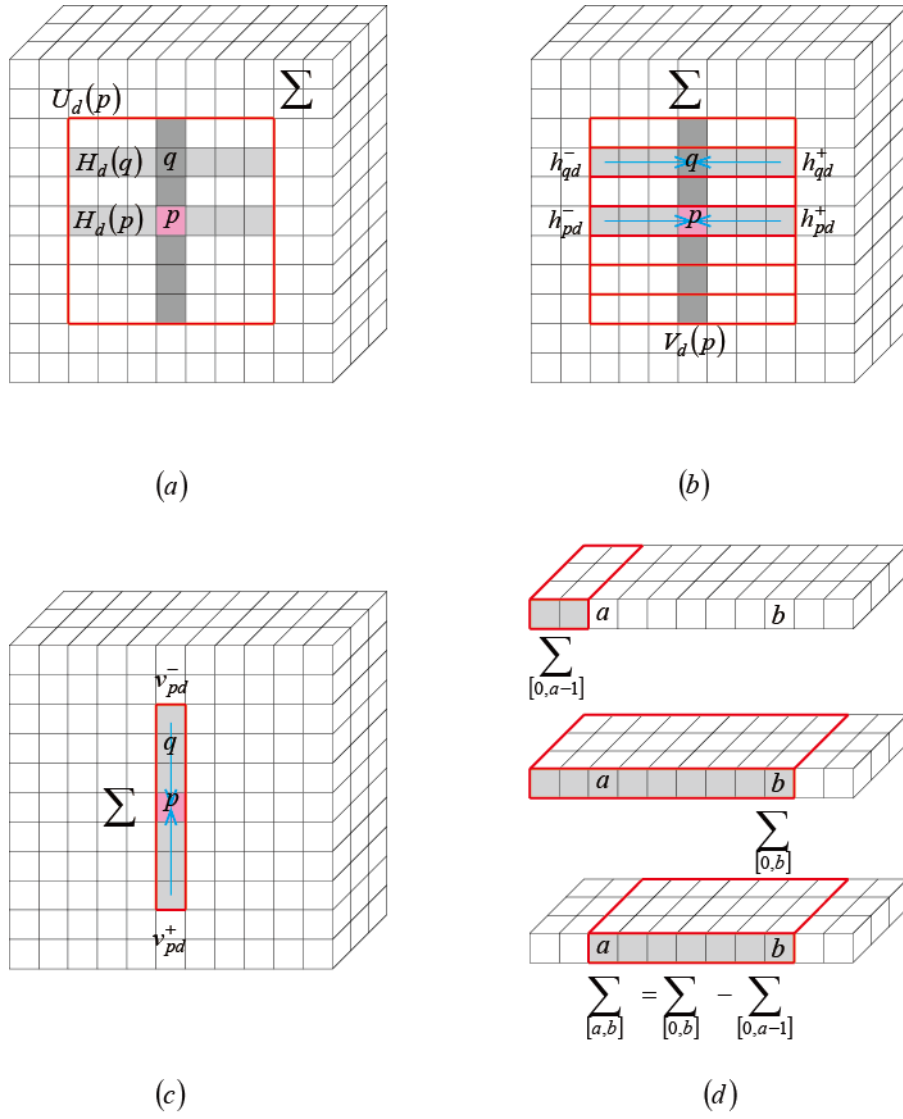 ∑
U_d(p)
H_d(q) q
H_d(p) p
(a)
∑
h⁻_qd q h⁺_qd
h⁻_pd p h⁺_pd
V_d(p)
(b)
v⁻_pd
q
∑ p
v⁺_pd
(c)
a b
∑_[0,a−1]
a b
∑_[0,b]
a b
∑_[a,b] = ∑_[0,b] − ∑_[0,a−1]
(d)